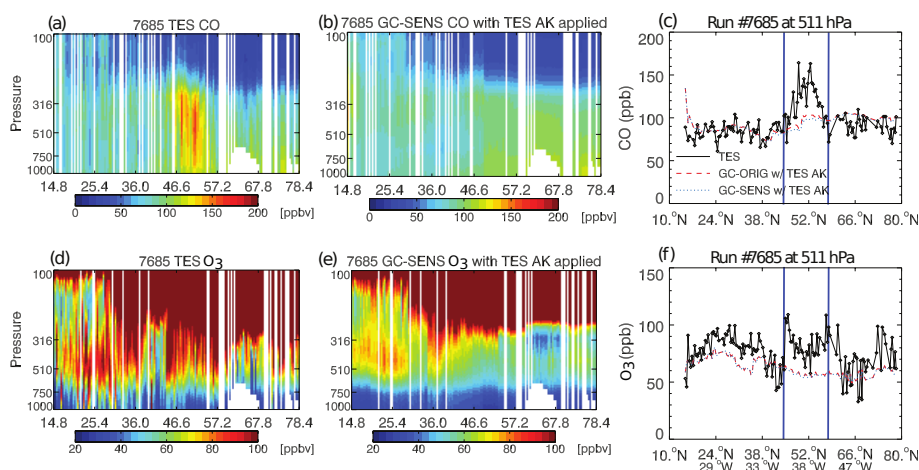 (a) 7685 TES CO
Pressure
100
316
510
750
1000
14.8 25.4 36.0 46.6 57.2 67.8 78.4
0 50 100 150 200 [ppbv]
(b) 7685 GC-SENS CO with TES AK applied
100
316
510
750
1000
14.8 25.4 36.0 46.6 57.2 67.8 78.4
0 50 100 150 200 [ppbv]
(c) Run #7685 at 511 hPa
CO (ppb)
200
150
100
50
0
TES
GC-ORIG w/ TES AK
GC-SENS w/ TES AK
10.°N 24.°N 38.°N 52.°N 66.°N 80.°N
(d) 7685 TES O3
Pressure
100
316
510
750
1000
14.8 25.4 36.0 46.6 57.2 67.8 78.4
20 40 60 80 100 [ppbv]
(e) 7685 GC-SENS O3 with TES AK applied
100
316
510
750
1000
14.8 25.4 36.0 46.6 57.2 67.8 78.4
20 40 60 80 100 [ppbv]
(f) Run #7685 at 511 hPa
O3 (ppb)
150
100
50
0
10.°N 24.°N 38.°N 52.°N 66.°N 80.°N
29.°W 33.°W 38.°W 47.°W